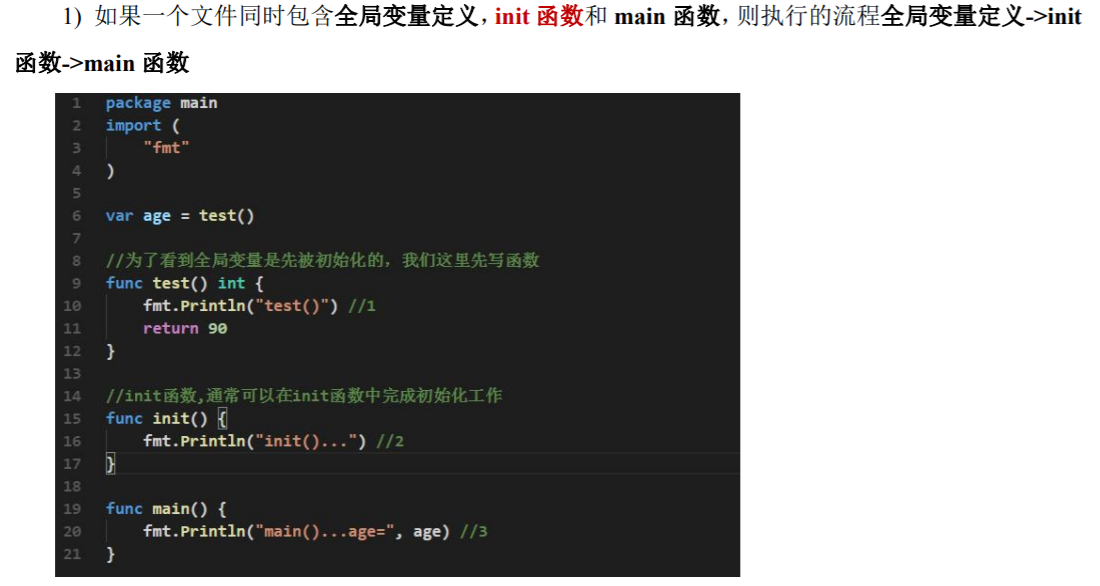 1) 如果一个文件同时包含全局变量定义，init 函数和 main 函数，则执行的流程全局变量定义->init
函数->main 函数
1 package main
2 import (
3 "fmt"
4 )
5
6 var age = test()
7
8 //为了看到全局变量是先被初始化的，我们这里先写函数
9 func test() int {
10 fmt.Println("test()") //1
11 return 90
12 }
13
14 //init函数,通常可以在init函数中完成初始化工作
15 func init() {
16 fmt.Println("init()...") //2
17 }
18
19 func main() {
20 fmt.Println("main()...age=", age) //3
21 }